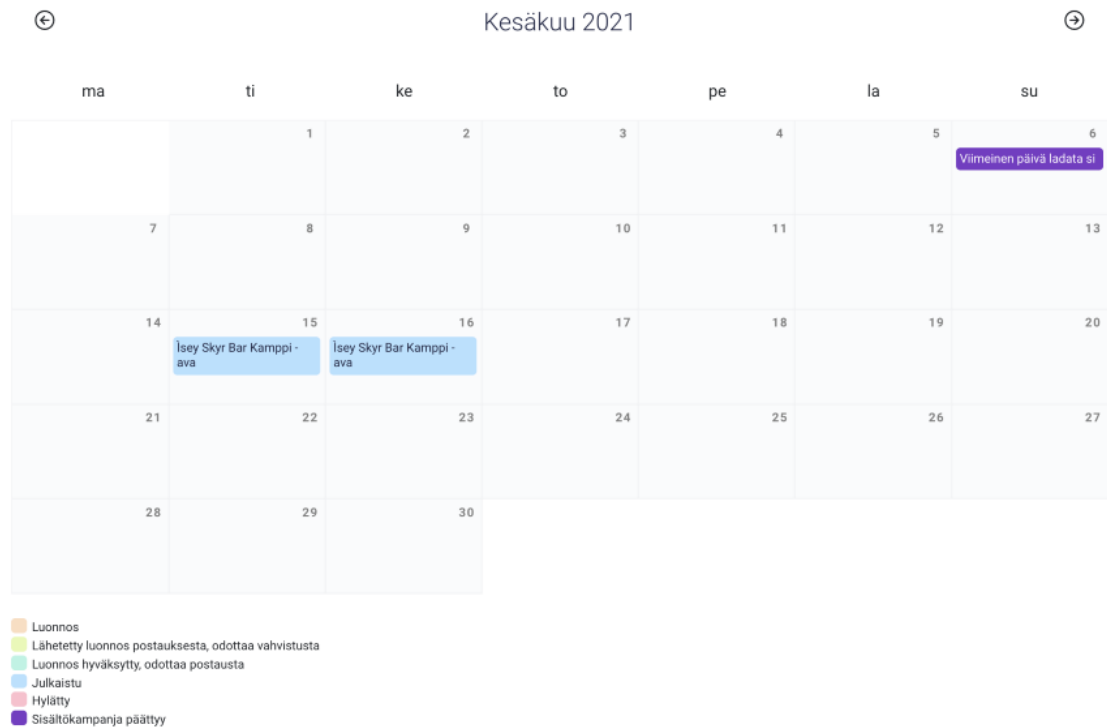 Kesäkuu 2021
ma ti ke to pe la su
1 2 3 4 5 6
Viimeinen päivä ladata si
7 8 9 10 11 12 13
14 15 16 17 18 19 20
Ísey Skyr Bar Kamppi - Ísey Skyr Bar Kamppi -
ava ava
21 22 23 24 25 26 27
28 29 30
Luonnos
Lähetetty luonnos postauksesta, odottaa vahvistusta
Luonnos hyväksytty, odottaa postausta
Julkaistu
Hylätty
Sisältökampanja päättyy